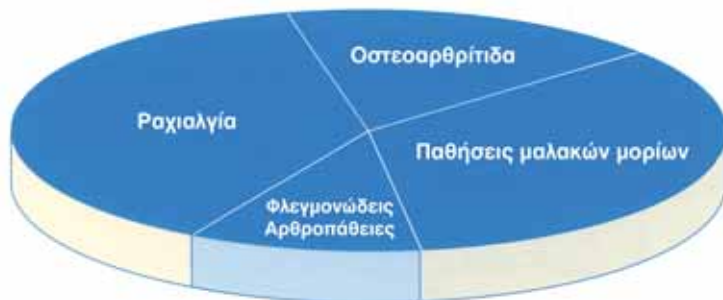 Οστεοαρθρίτιδα
Ραχιαλγία
Παθήσεις μαλακών μορίων
Φλεγμονώδεις
Αρθροπάθειες